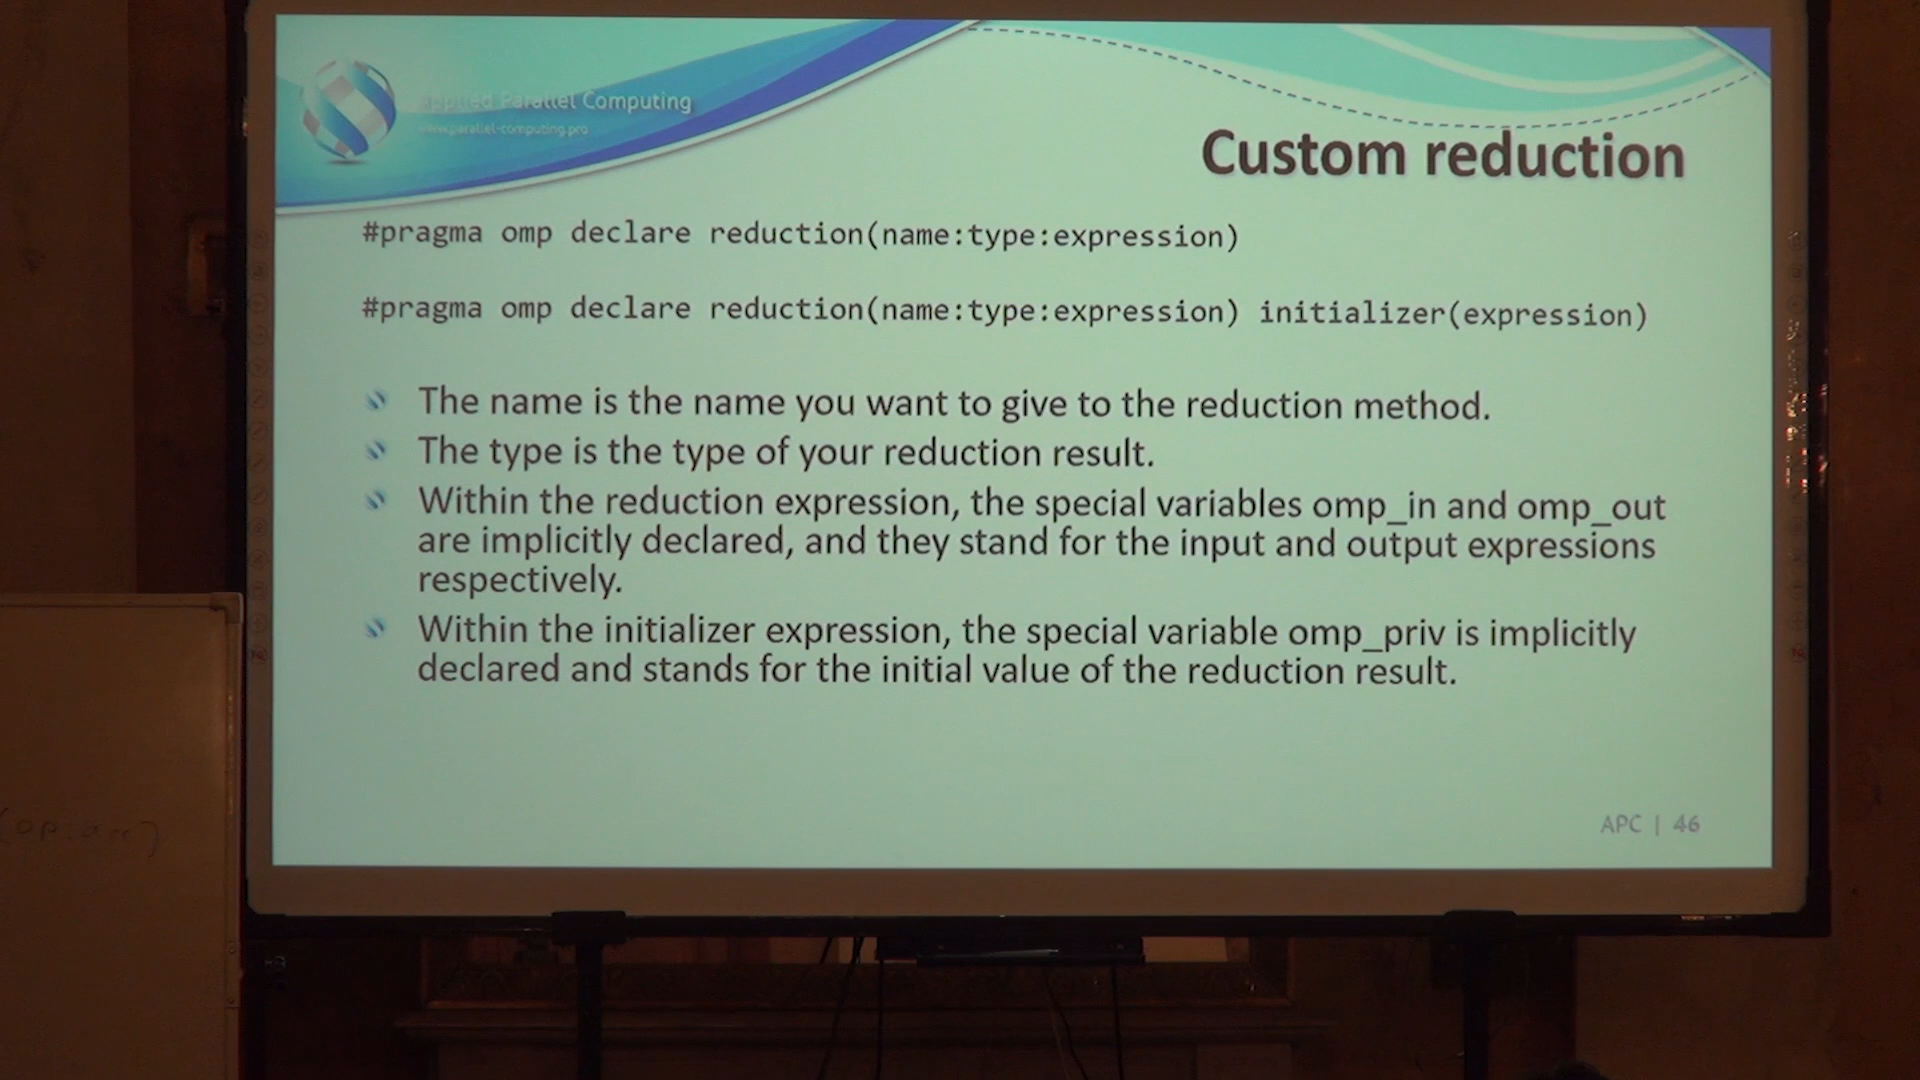 Applied Parallel Computing
www.parallel-computing.pro
Custom reduction
#pragma omp declare reduction(name:type:expression)
#pragma omp declare reduction(name:type:expression) initializer(expression)
The name is the name you want to give to the reduction method.
The type is the type of your reduction result.
Within the reduction expression, the special variables omp_in and omp_out
are implicitly declared, and they stand for the input and output expressions
respectively.
Within the initializer expression, the special variable omp_priv is implicitly
declared and stands for the initial value of the reduction result.
APC | 46